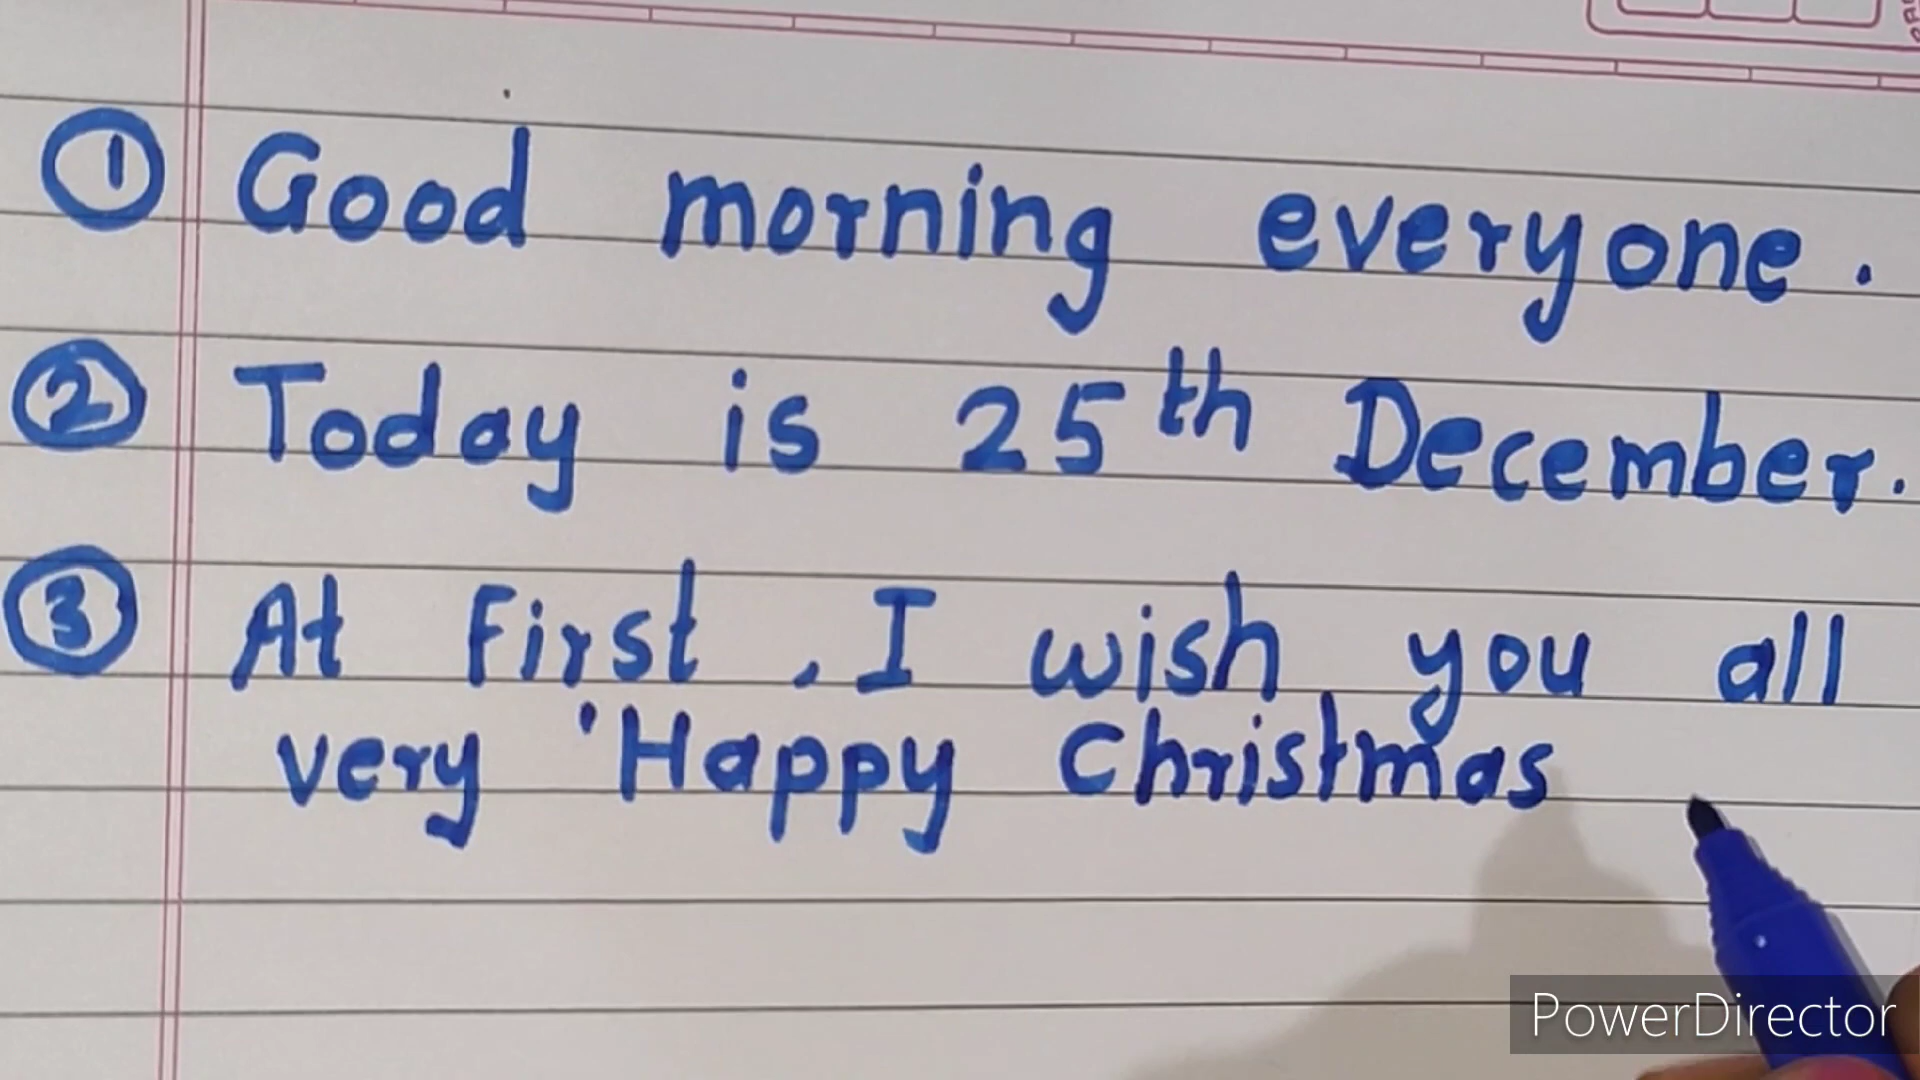 ① Good morning everyone.
② Today is 25th December.
③ At First, I wish you all
very 'Happy Christmas
PowerDirector